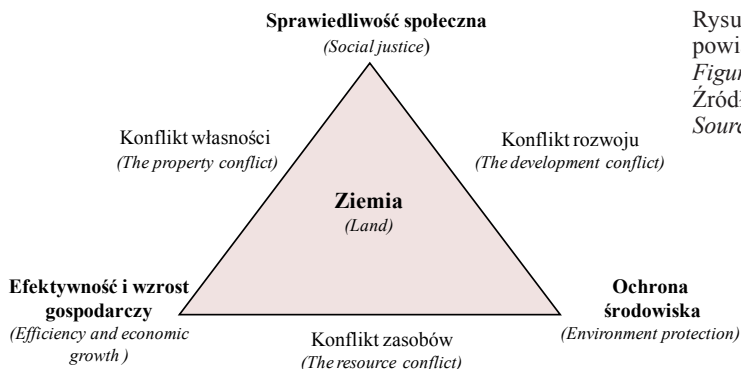 Sprawiedliwość społeczna
(Social justice)
Rysu
powi
Figur
Źródł
Sourc
Konflikt własności
(The property conflict)
Konflikt rozwoju
(The development conflict)
Ziemia
(Land)
Efektywność i wzrost
gospodarczy
(Efficiency and economic
growth )
Ochrona
środowiska
(Environment protection)
Konflikt zasobów
(The resource conflict)